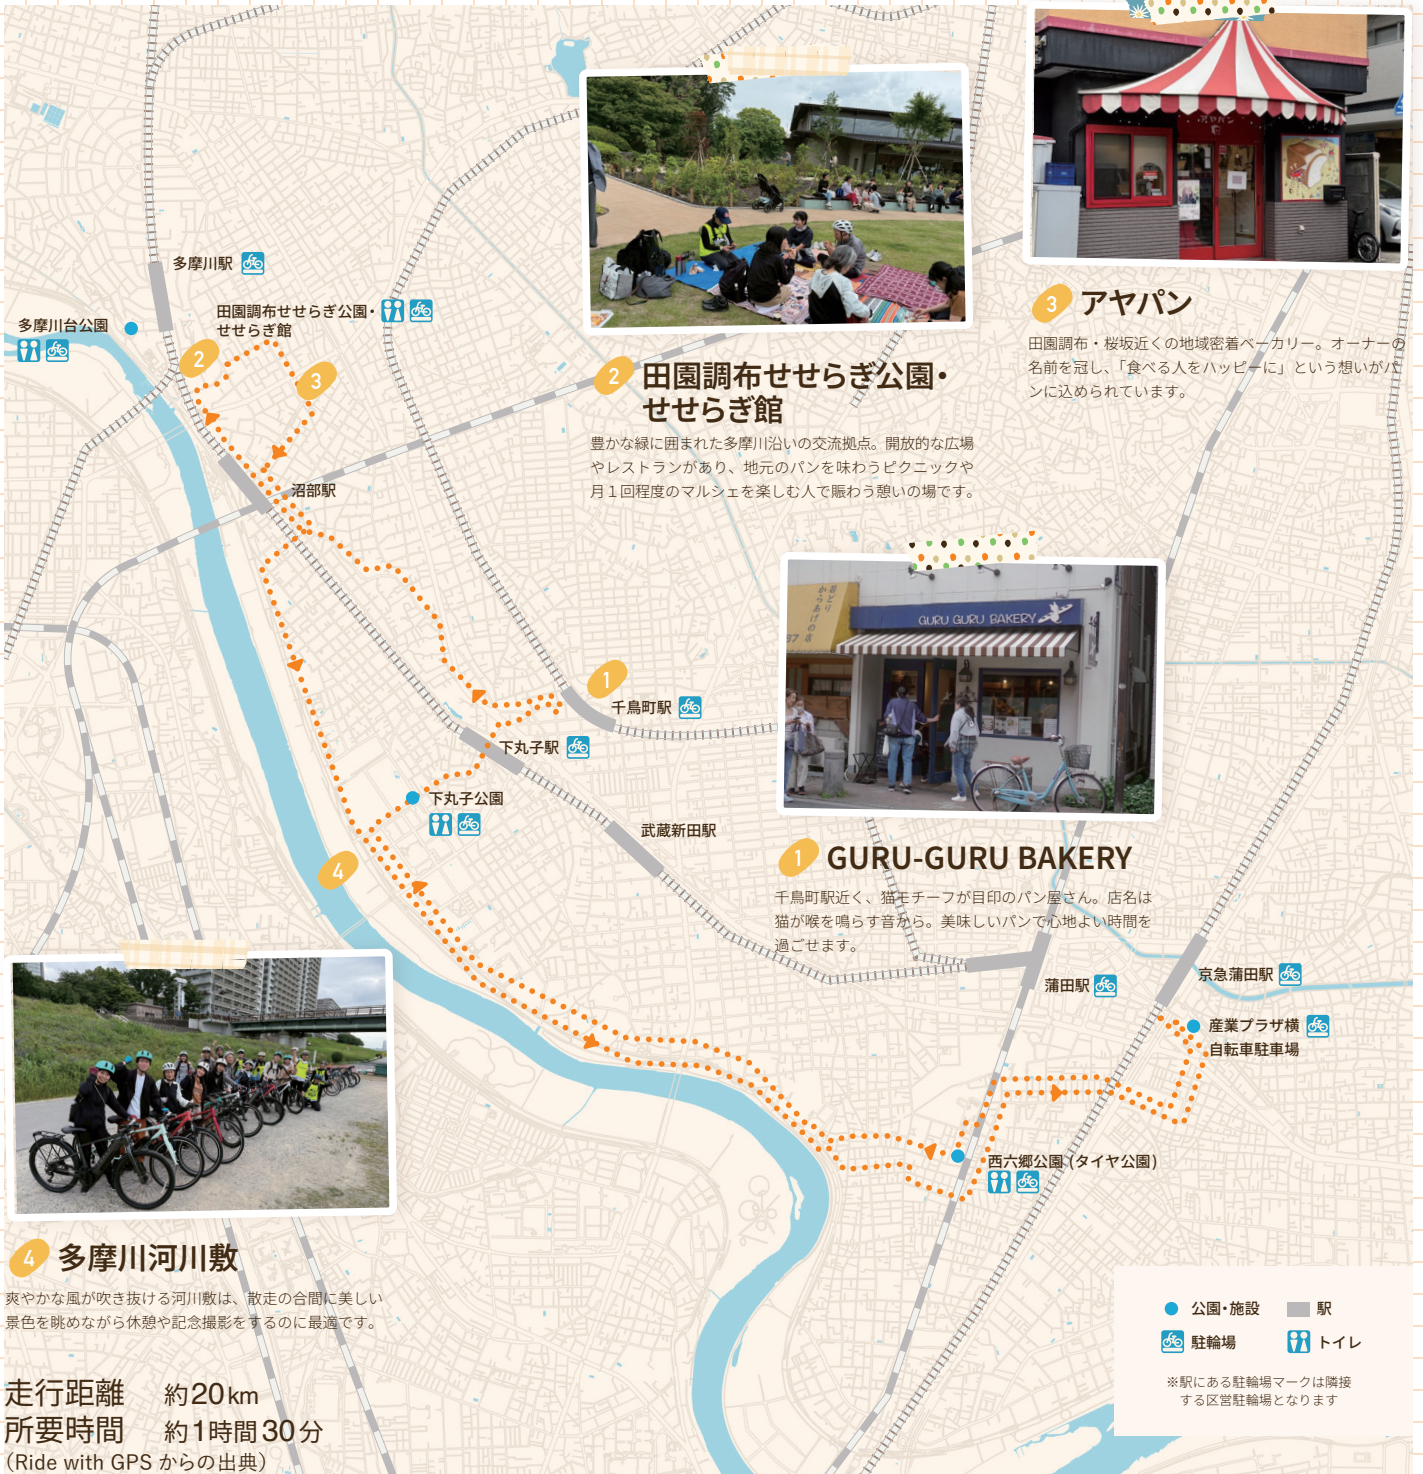 アヤパン
多摩川駅
田園調布せせらぎ公園・
せせらぎ館
多摩川台公園
2
3
沼部駅
2 田園調布せせらぎ公園・
せせらぎ館
豊かな緑に囲まれた多摩川沿いの交流拠点。開放的な広場
やレストランがあり、地元のパンを味わうピクニックや
月1回程度のマルシェを楽しむ人で賑わう憩いの場です。
3 アヤパン
田園調布・桜坂近くの地域密着ベーカリー。オーナーの
名前を冠し、「食べる人をハッピーに」という想いがパ
ンに込められています。
若どり
からあげの店
GURU GURU BAKERY
1
千鳥町駅
下丸子駅
下丸子公園
武蔵新田駅
4
1 GURU-GURU BAKERY
千鳥町駅近く、猫モチーフが目印のパン屋さん。店名は
猫が喉を鳴らす音から。美味しいパンで心地よい時間を
過ごせます。
蒲田駅
京急蒲田駅
産業プラザ横
自転車駐車場
西六郷公園 (タイヤ公園)
4 多摩川河川敷
爽やかな風が吹き抜ける河川敷は、散走の合間に美しい
景色を眺めながら休憩や記念撮影をするのに最適です。
走行距離 約20km
所要時間 約1時間30分
(Ride with GPS からの出典)
公園・施設 駅
駐輪場 トイレ
※駅にある駐輪場マークは隣接
する区営駐輪場となります